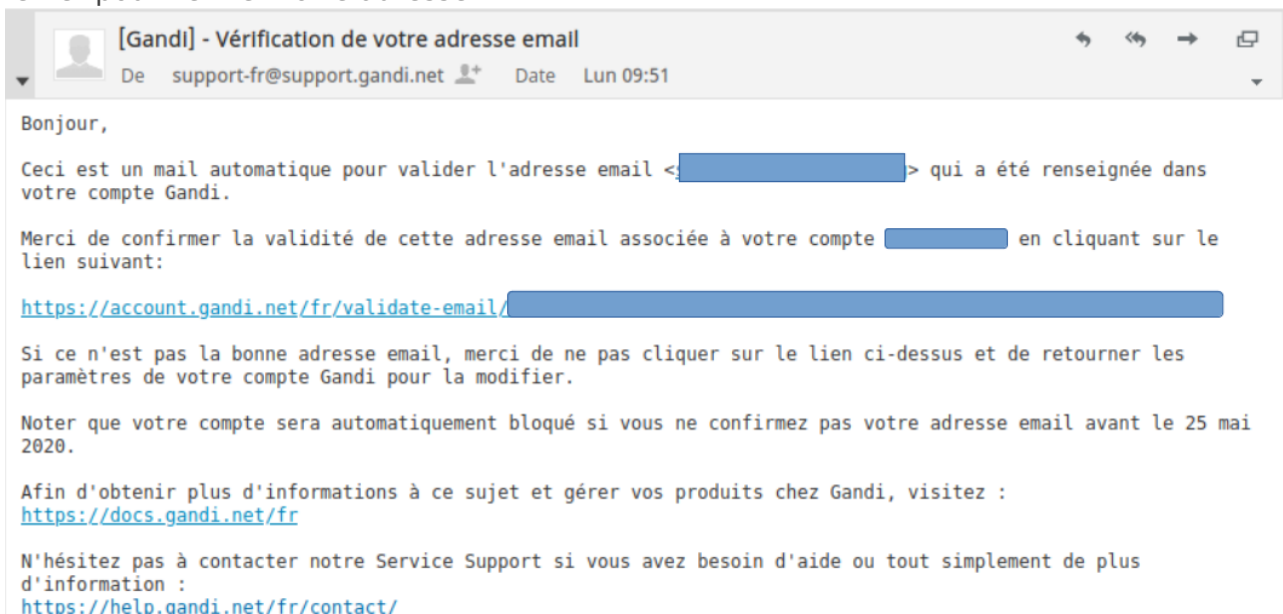 [Gandi] - Vérification de votre adresse email
De support-fr@support.gandi.net Date Lun 09:51
Bonjour,
Ceci est un mail automatique pour valider l'adresse email < > qui a été renseignée dans
votre compte Gandi.
Merci de confirmer la validité de cette adresse email associée à votre compte en cliquant sur le
lien suivant:
https://account.gandi.net/fr/validate-email/
Si ce n'est pas la bonne adresse email, merci de ne pas cliquer sur le lien ci-dessus et de retourner les
paramètres de votre compte Gandi pour la modifier.
Noter que votre compte sera automatiquement bloqué si vous ne confirmez pas votre adresse email avant le 25 mai
2020.
Afin d'obtenir plus d'informations à ce sujet et gérer vos produits chez Gandi, visitez :
https://docs.gandi.net/fr
N'hésitez pas à contacter notre Service Support si vous avez besoin d'aide ou tout simplement de plus
d'information :
https://help.gandi.net/fr/contact/